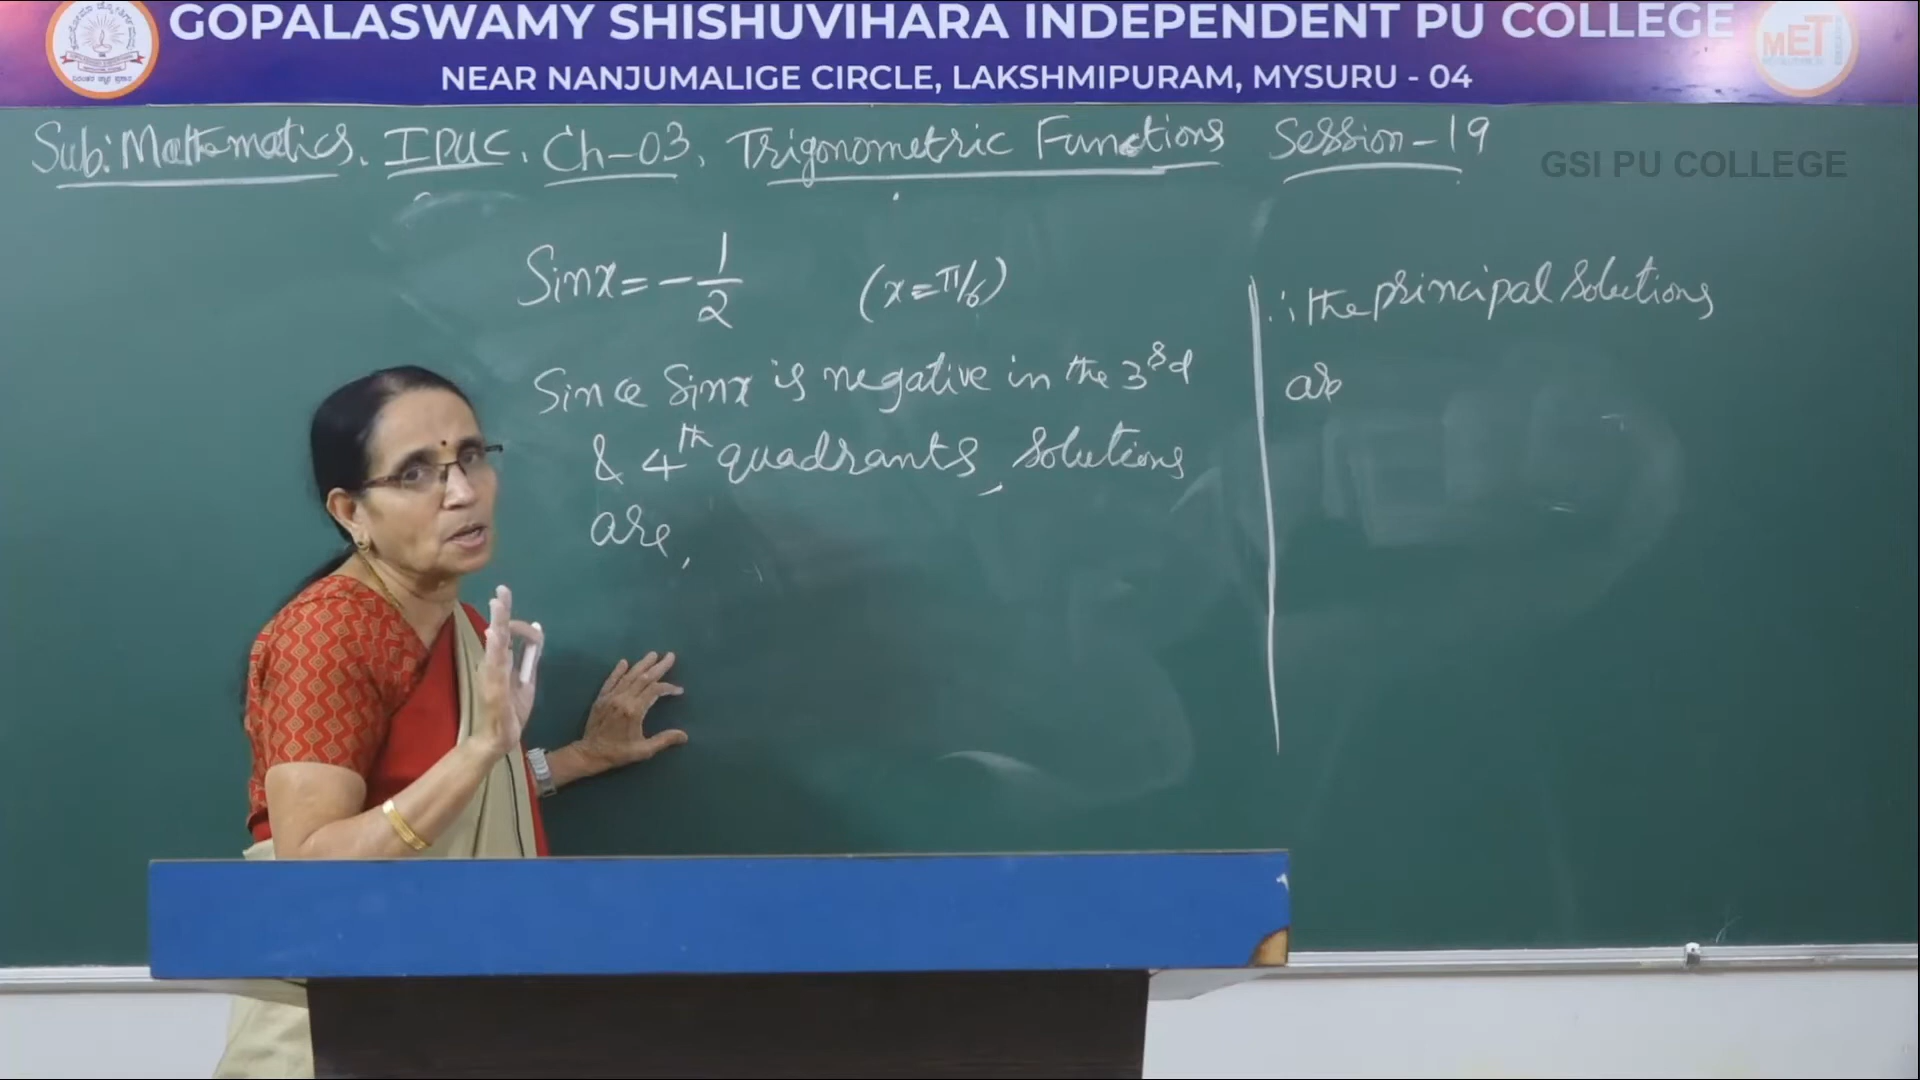 GOPALASWAMY SHISHUVIHARA INDEPENDENT PU COLLEGE
NEAR NANJUMALIGE CIRCLE, LAKSHMIPURAM, MYSURU - 04
MET
Sub: Mathematics. I PUC. Ch-03. Trigonometric Functions Session-19
GSI PU COLLEGE
Sinx = -1/2 (x=π/6)
Since Sinx is negative in the 3rd
& 4th quadrants, Solutions
are,
∴ the principal Solutions
are